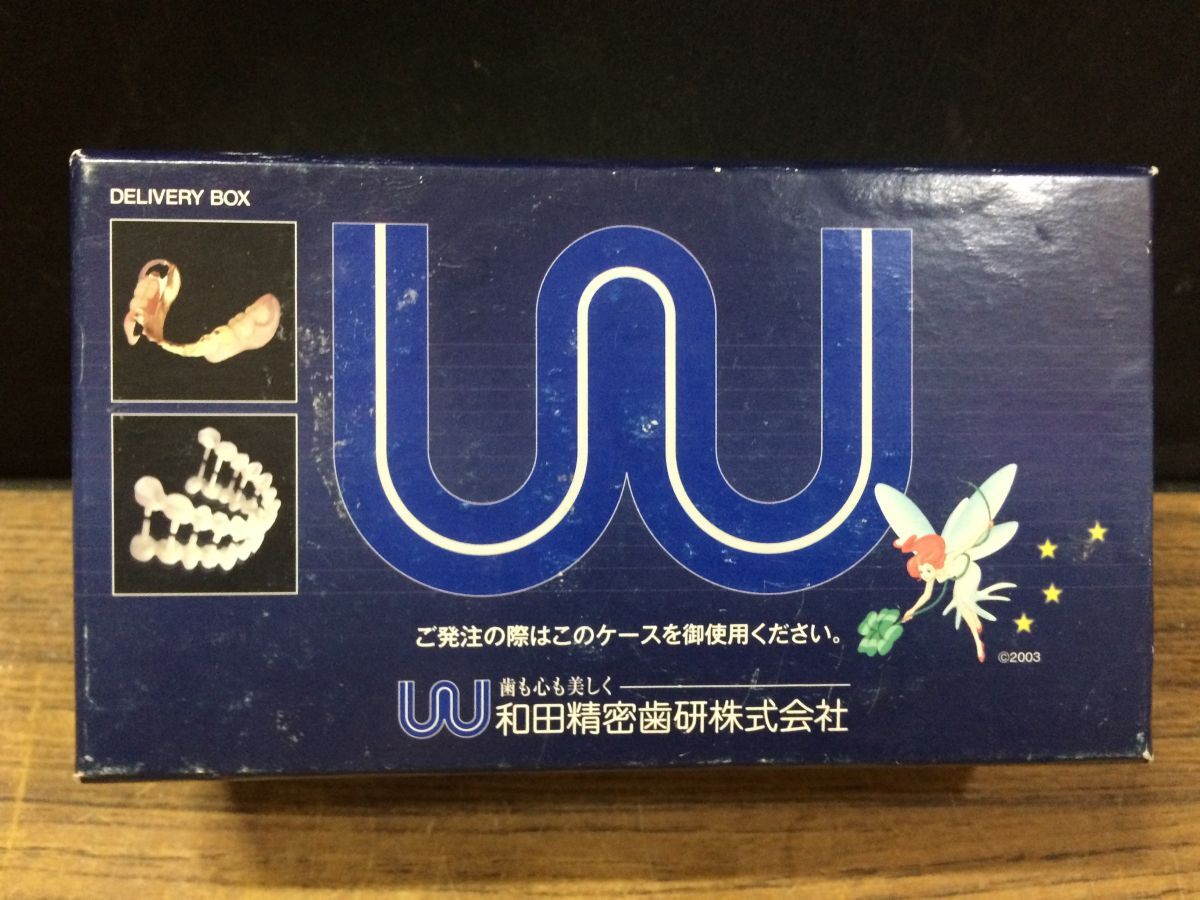 DELIVERY BOX
ご発注の際はこのケースを御使用ください。
©2003
歯も心も美しく
W 和田精密歯研株式会社